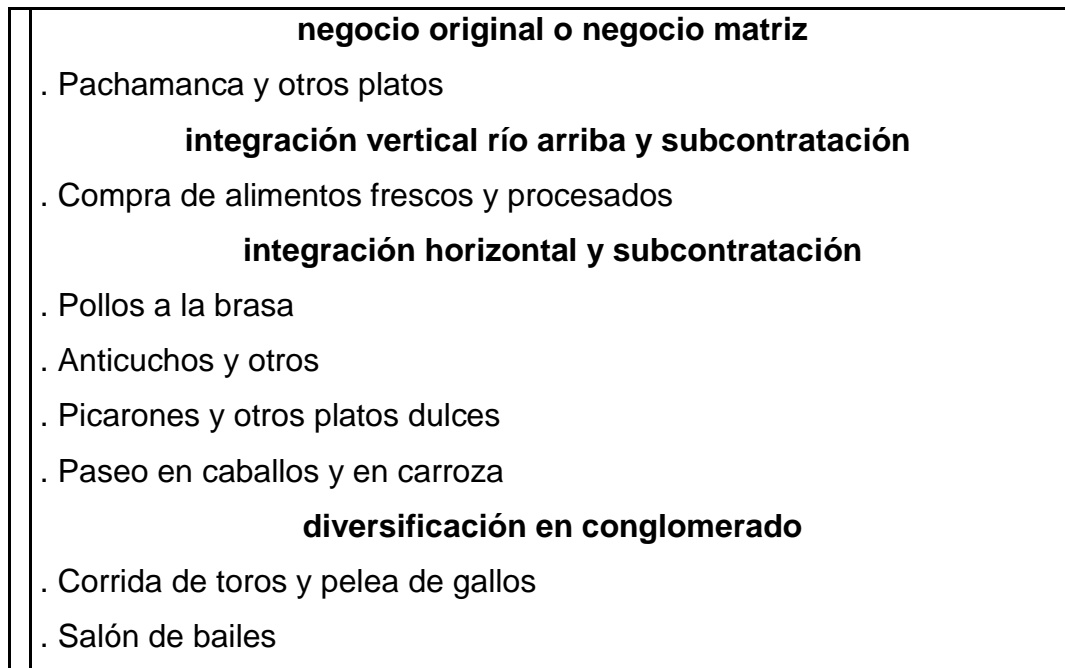 negocio original o negocio matriz
. Pachamanca y otros platos
integración vertical río arriba y subcontratación
. Compra de alimentos frescos y procesados
integración horizontal y subcontratación
. Pollos a la brasa
. Anticuchos y otros
. Picarones y otros platos dulces
. Paseo en caballos y en carroza
diversificación en conglomerado
. Corrida de toros y pelea de gallos
. Salón de bailes